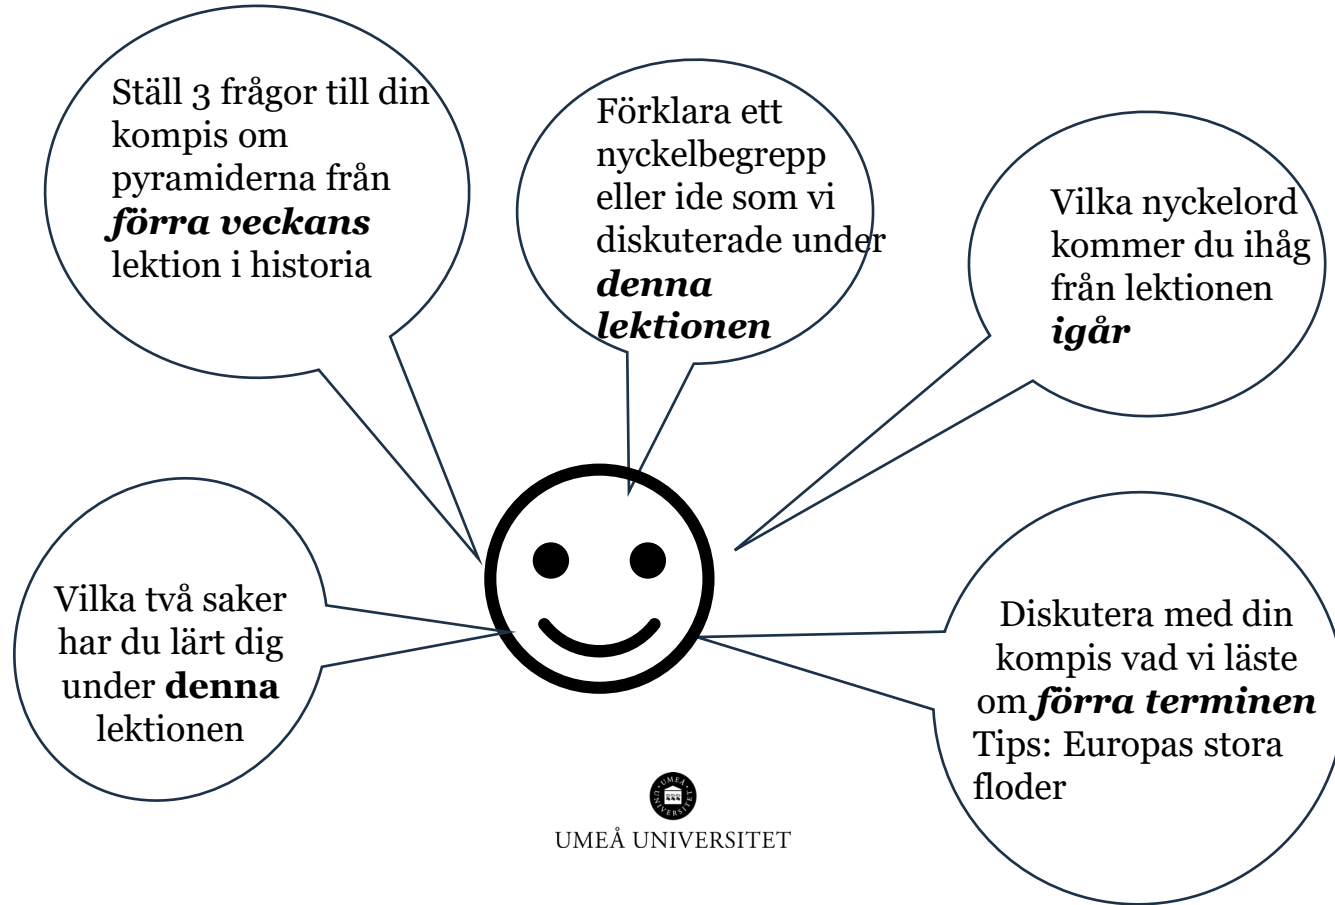 Ställ 3 frågor till din
kompis om
pyramiderna från
förra veckans
lektion i historia
Förklara ett
nyckelbegrepp
eller ide som vi
diskuterade under
denna
lektionen
Vilka nyckelord
kommer du ihåg
från lektionen
igår
Vilka två saker
har du lärt dig
under denna
lektionen
Diskutera med din
kompis vad vi läste
om förra terminen
Tips: Europas stora
floder
UMEÅ UNIVERSITET
UMEÅ UNIVERSITET